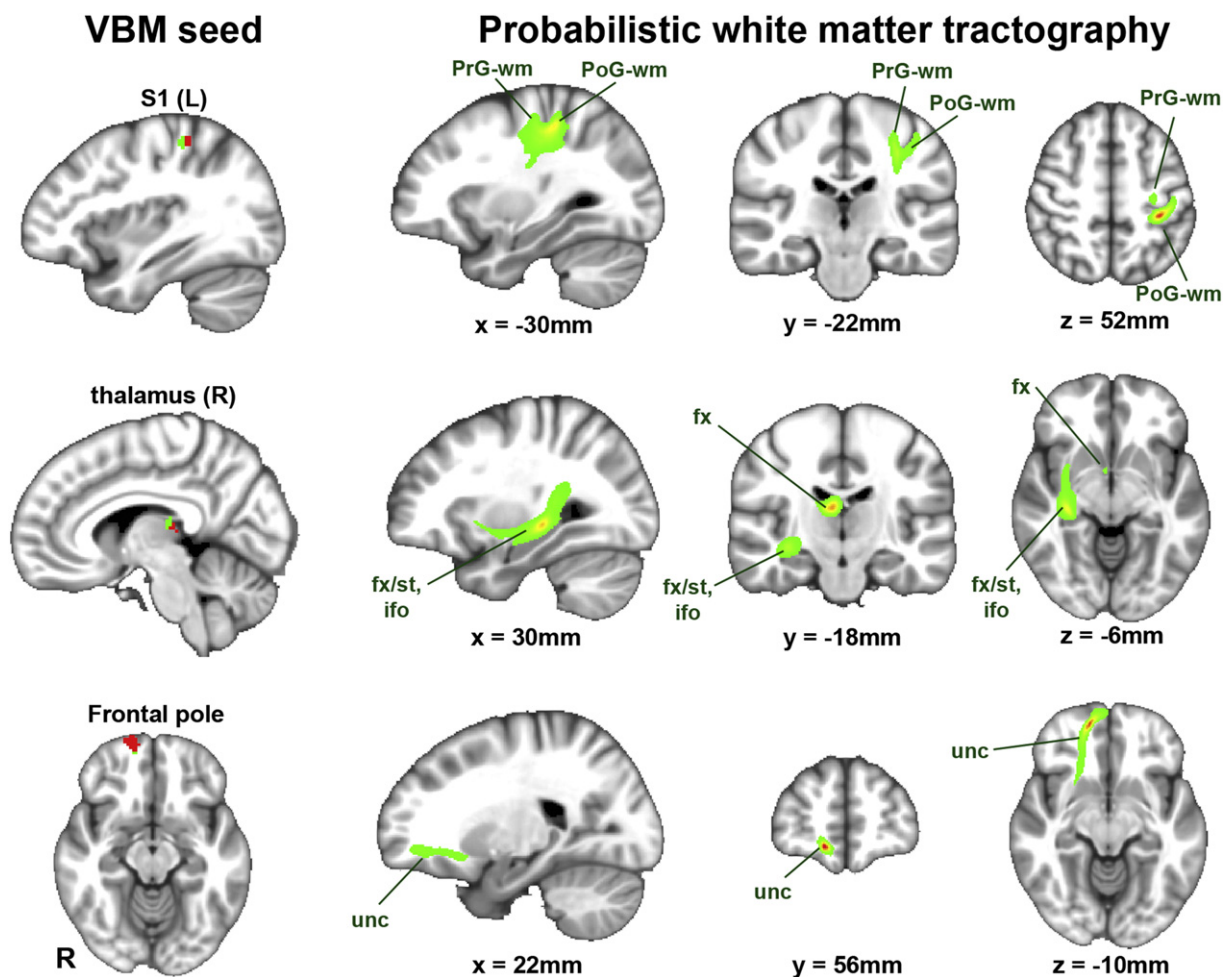 VBM seed
Probabilistic white matter tractography
S1 (L)
PrG-wm
PoG-wm
PrG-wm
PoG-wm
PrG-wm
PoG-wm
x = -30mm
y = -22mm
z = 52mm
thalamus (R)
fx/st,
ifo
x = 30mm
fx
fx/st,
ifo
y = -18mm
fx
fx/st,
ifo
z = -6mm
Frontal pole
R
unc
x = 22mm
unc
y = 56mm
unc
z = -10mm